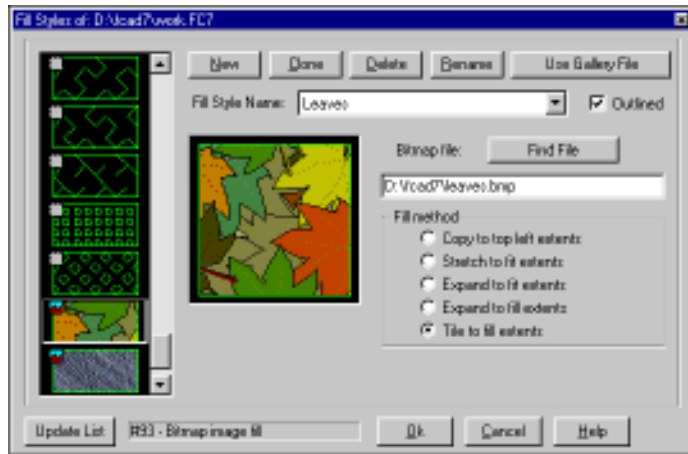 Fill Styles of: D:\fcad7\work.FC7
New Clone Delete Rename Use Gallery File
Fill Style Name: Leaves Outlined
Bitmap file: Find File
D:\fcad7\leaves.bmp
Fill method
Copy to top left extents
Stretch to fit extents
Expand to fit extents
Expand to fill extents
Tile to fill extents
Update List #93 - Bitmap image fill Ok Cancel Help